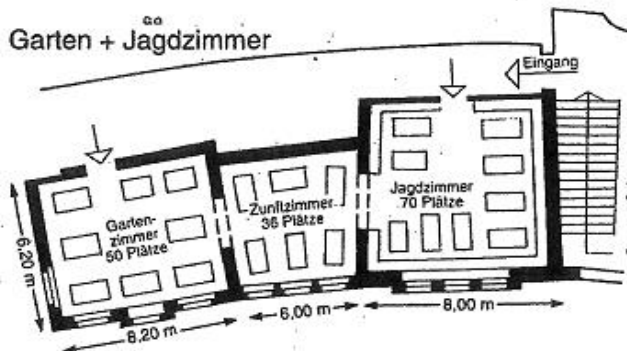 Garten + Jagdzimmer
Eingang
Garten-
zimmer
50 Plätze
Zunftzimmer
36 Plätze
Jagdzimmer
70 Plätze
6,20 m
8,20 m
6,00 m
8,00 m